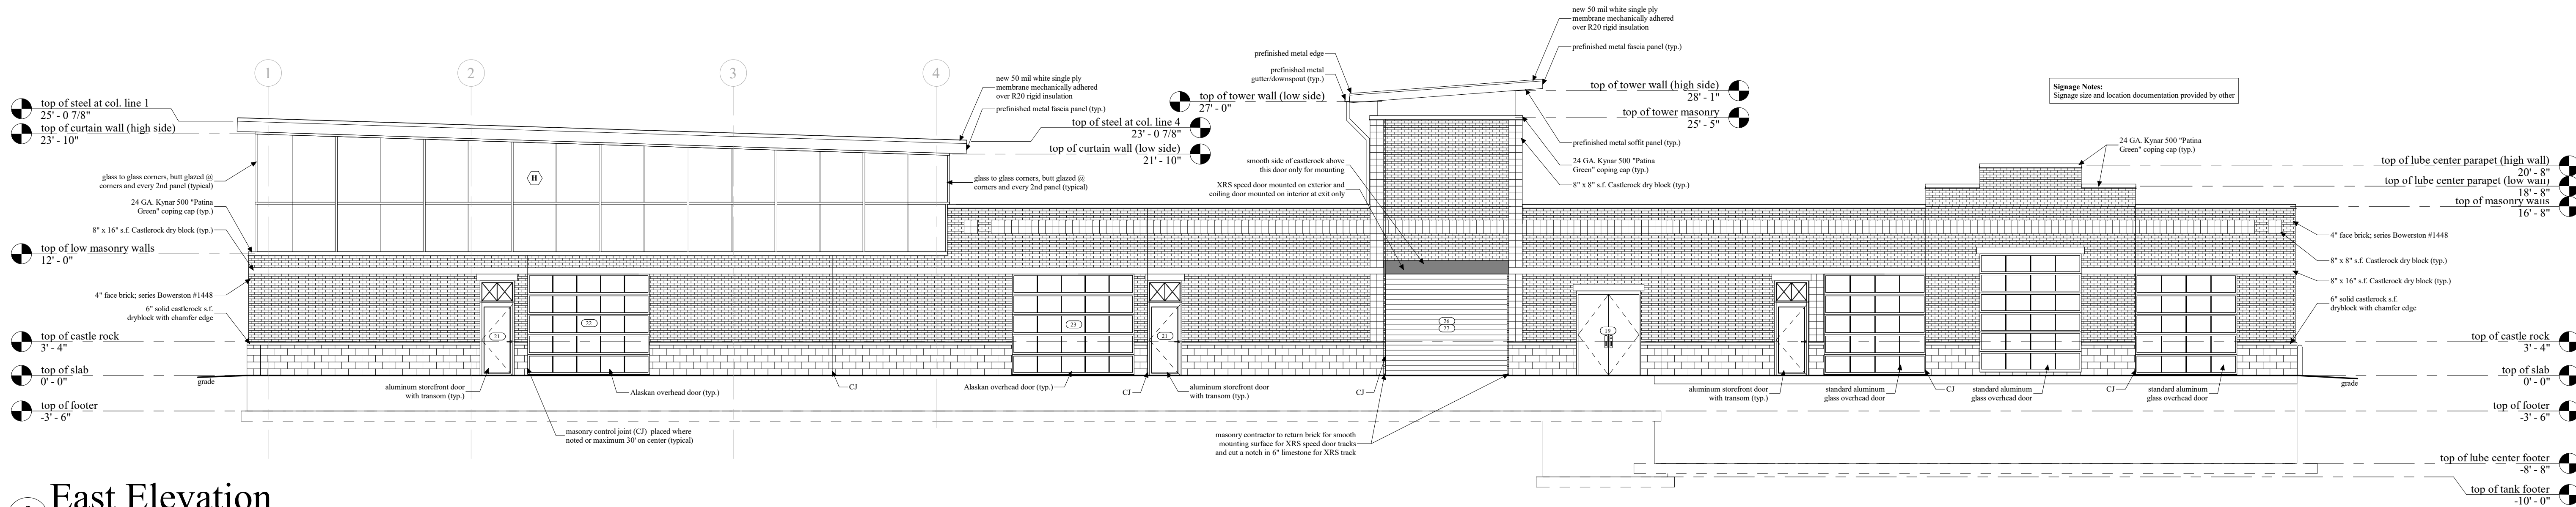 new 50 mil white single ply
membrane mechanically adhered
over R20 rigid insulation
prefinished metal fascia panel (typ.)
prefinished metal edge
prefinished metal
gutter/downspout (typ.)
1
2
3
4
new 50 mil white single ply
membrane mechanically adhered
over R20 rigid insulation
prefinished metal fascia panel (typ.)
top of steel at col. line 1
25' - 0 7/8"
top of curtain wall (high side)
23' - 10"
top of steel at col. line 4
23' - 0 7/8"
top of curtain wall (low side)
21' - 10"
top of tower wall (low side)
27' - 0"
top of tower wall (high side)
28' - 1"
top of tower masonry
25' - 5"
Signage Notes:
Signage size and location documentation provided by other
prefinished metal soffit panel (typ.)
24 GA. Kynar 500 "Patina
Green" coping cap (typ.)
8" x 8" s.f. Castlerock dry block (typ.)
smooth side of castlerock above
this door only for mounting
XRS speed door mounted on exterior and
coiling door mounted on interior at exit only
24 GA. Kynar 500 "Patina
Green" coping cap (typ.)
top of lube center parapet (high wall)
20' - 8"
top of lube center parapet (low wall)
18' - 8"
top of masonry walls
16' - 8"
H
glass to glass corners, butt glazed @
corners and every 2nd panel (typical)
glass to glass corners, butt glazed @
corners and every 2nd panel (typical)
24 GA. Kynar 500 "Patina
Green" coping cap (typ.)
8" x 16" s.f. Castlerock dry block (typ.)
top of low masonry walls
12' - 0"
4" face brick; series Bowerston #1448
6" solid castlerock s.f.
dryblock with chamfer edge
4" face brick; series Bowerston #1448
8" x 8" s.f. Castlerock dry block (typ.)
8" x 16" s.f. Castlerock dry block (typ.)
6" solid castlerock s.f.
dryblock with chamfer edge
21
22
23
21
26
27
19
top of castle rock
3' - 4"
top of slab
0' - 0"
grade
top of footer
-3' - 6"
aluminum storefront door
with transom (typ.)
Alaskan overhead door (typ.)
CJ
Alaskan overhead door (typ.)
CJ
aluminum storefront door
with transom (typ.)
CJ
aluminum storefront door
with transom (typ.)
standard aluminum
glass overhead door
CJ
standard aluminum
glass overhead door
CJ
standard aluminum
glass overhead door
grade
top of castle rock
3' - 4"
top of slab
0' - 0"
top of footer
-3' - 6"
masonry control joint (CJ) placed where
noted or maximum 30' on center (typical)
masonry contractor to return brick for smooth
mounting surface for XRS speed door tracks
and cut a notch in 6" limestone for XRS track
top of lube center footer
-8' - 8"
top of tank footer
-10' - 0"
East Elevation